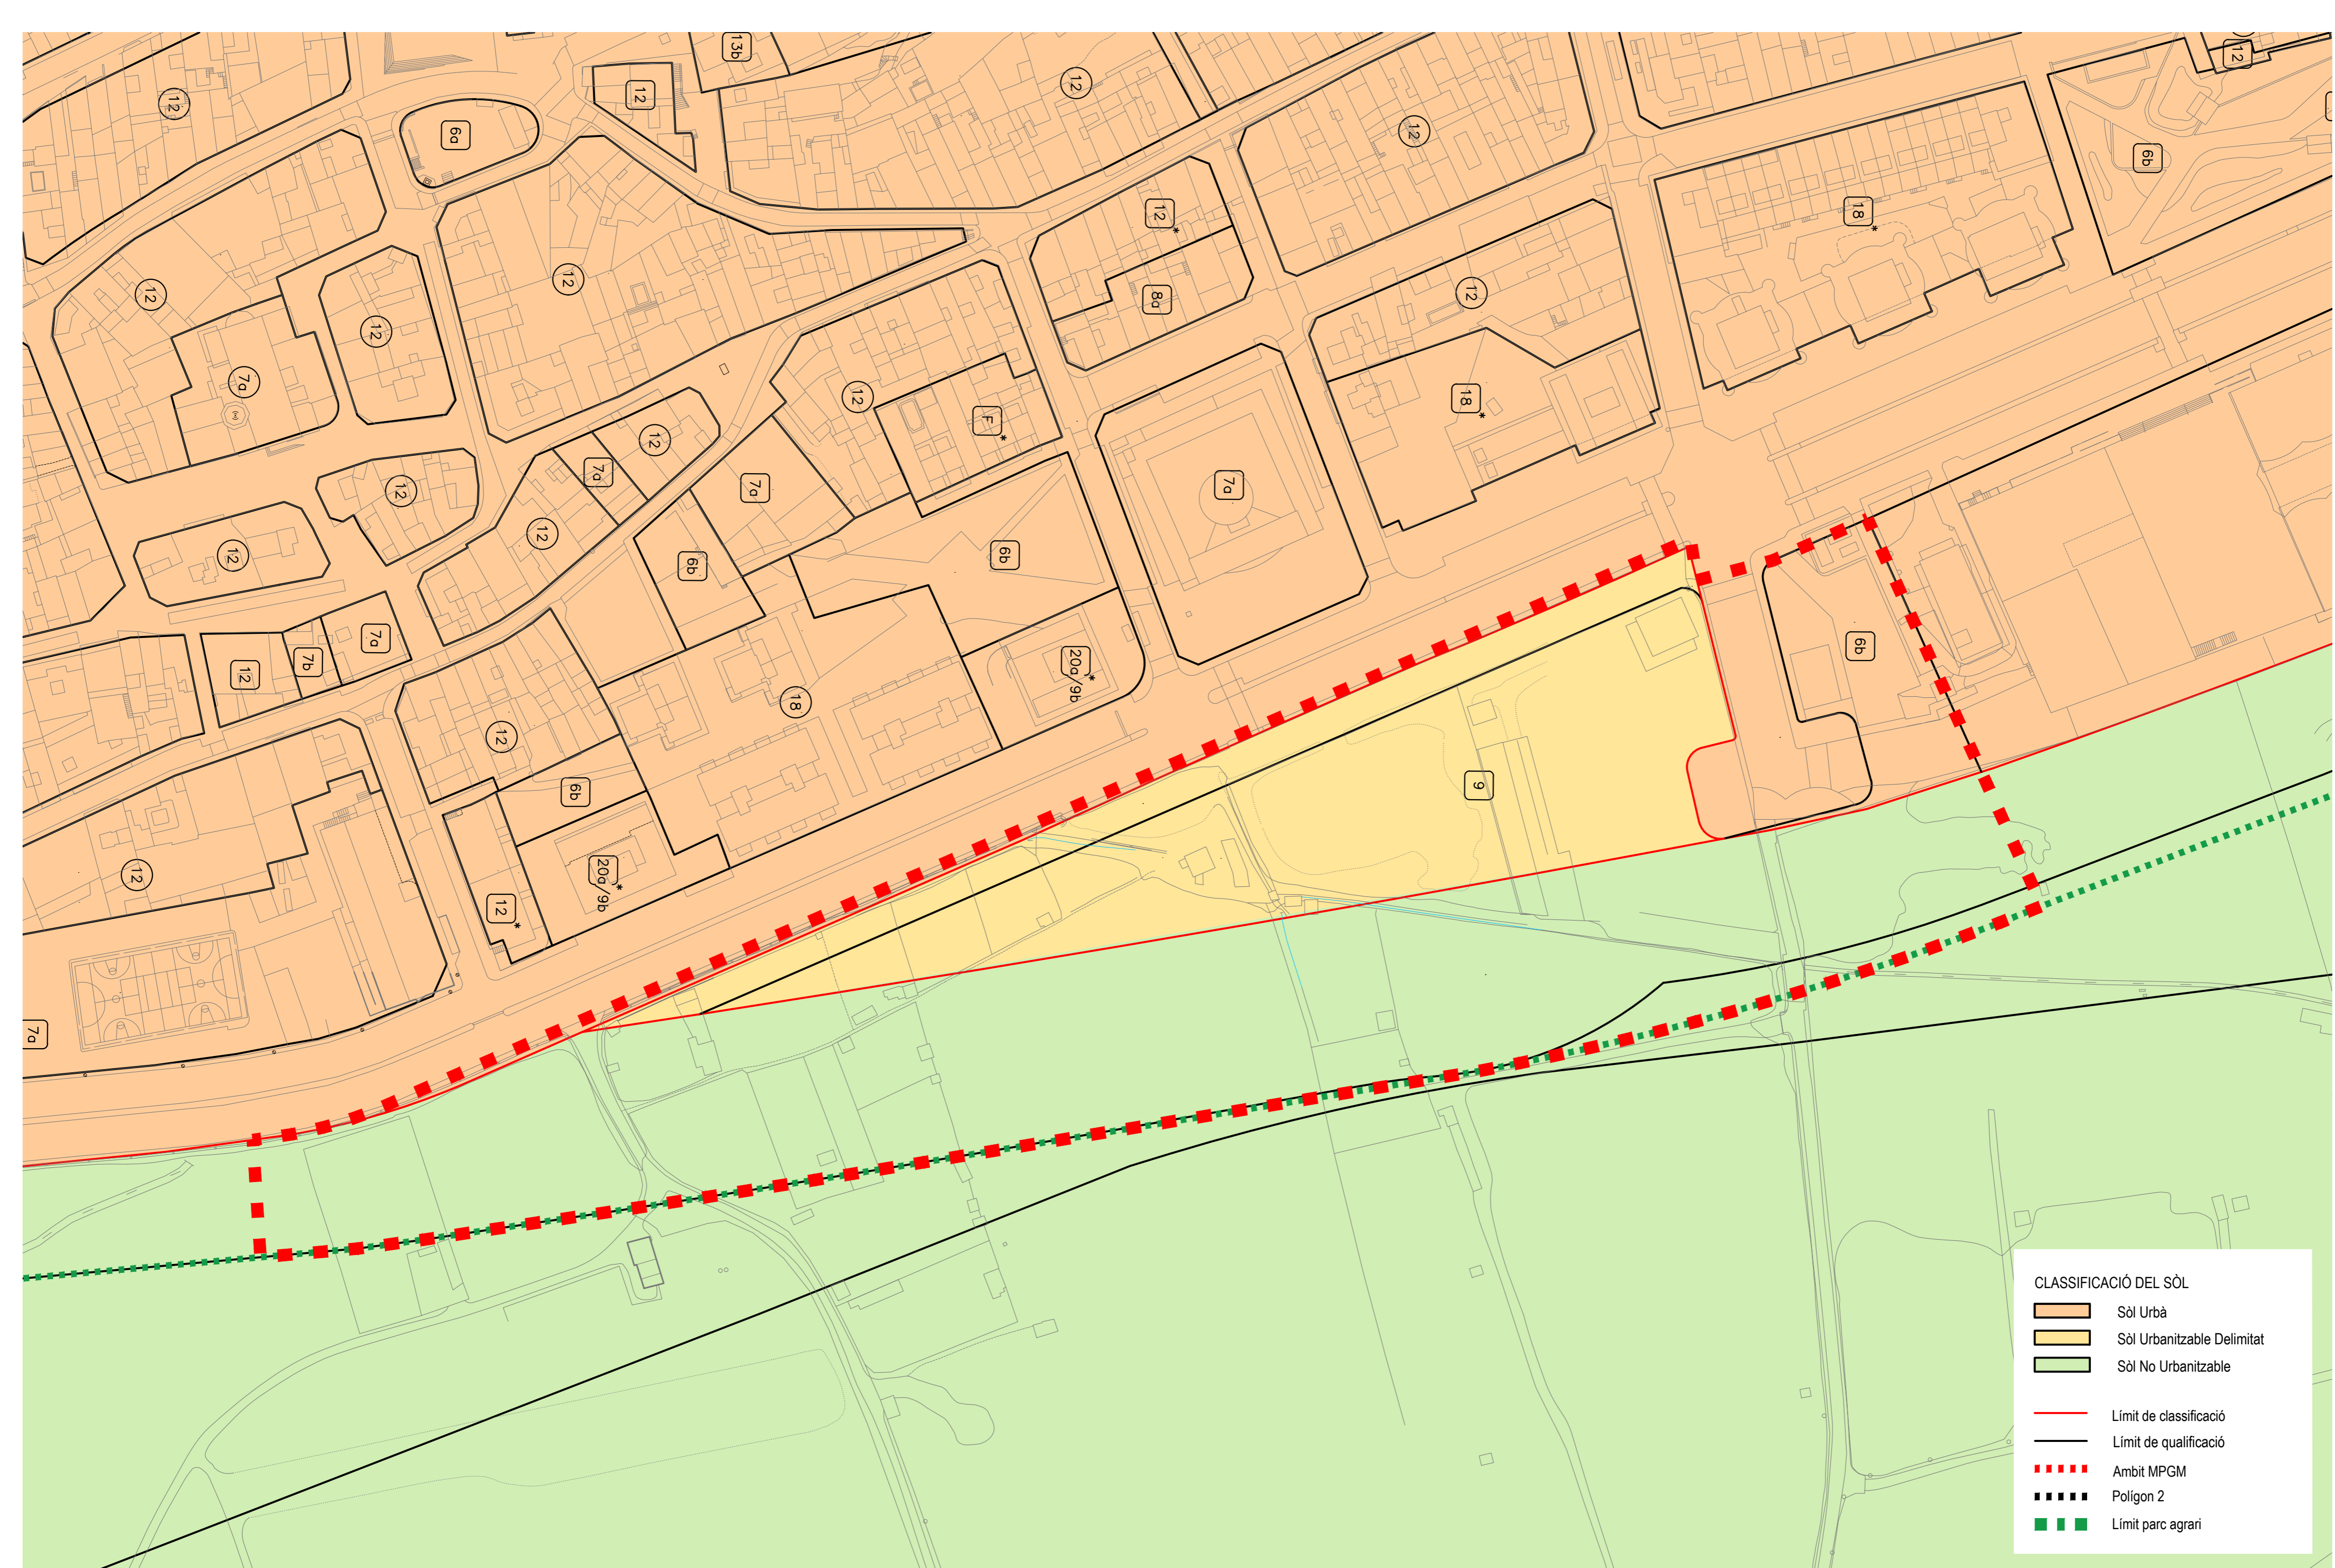 13b
12
12
12
12
12
6a
6b
12
*
18
*
12
12
12
8a
12
7a
12
12
F
*
18
*
12
7a
12
7a
7a
12
12
12
6b
6b
7a
7b
12
6b
20a/9b
*
18
12
9
6b
12
20a/9b
*
12
*
7a
CLASSIFICACIÓ DEL SÒL
Sòl Urbà
Sòl Urbanitzable Delimitat
Sòl No Urbanitzable
Límit de classificació
Límit de qualificació
Ambit MPGM
Polígon 2
Límit parc agrari